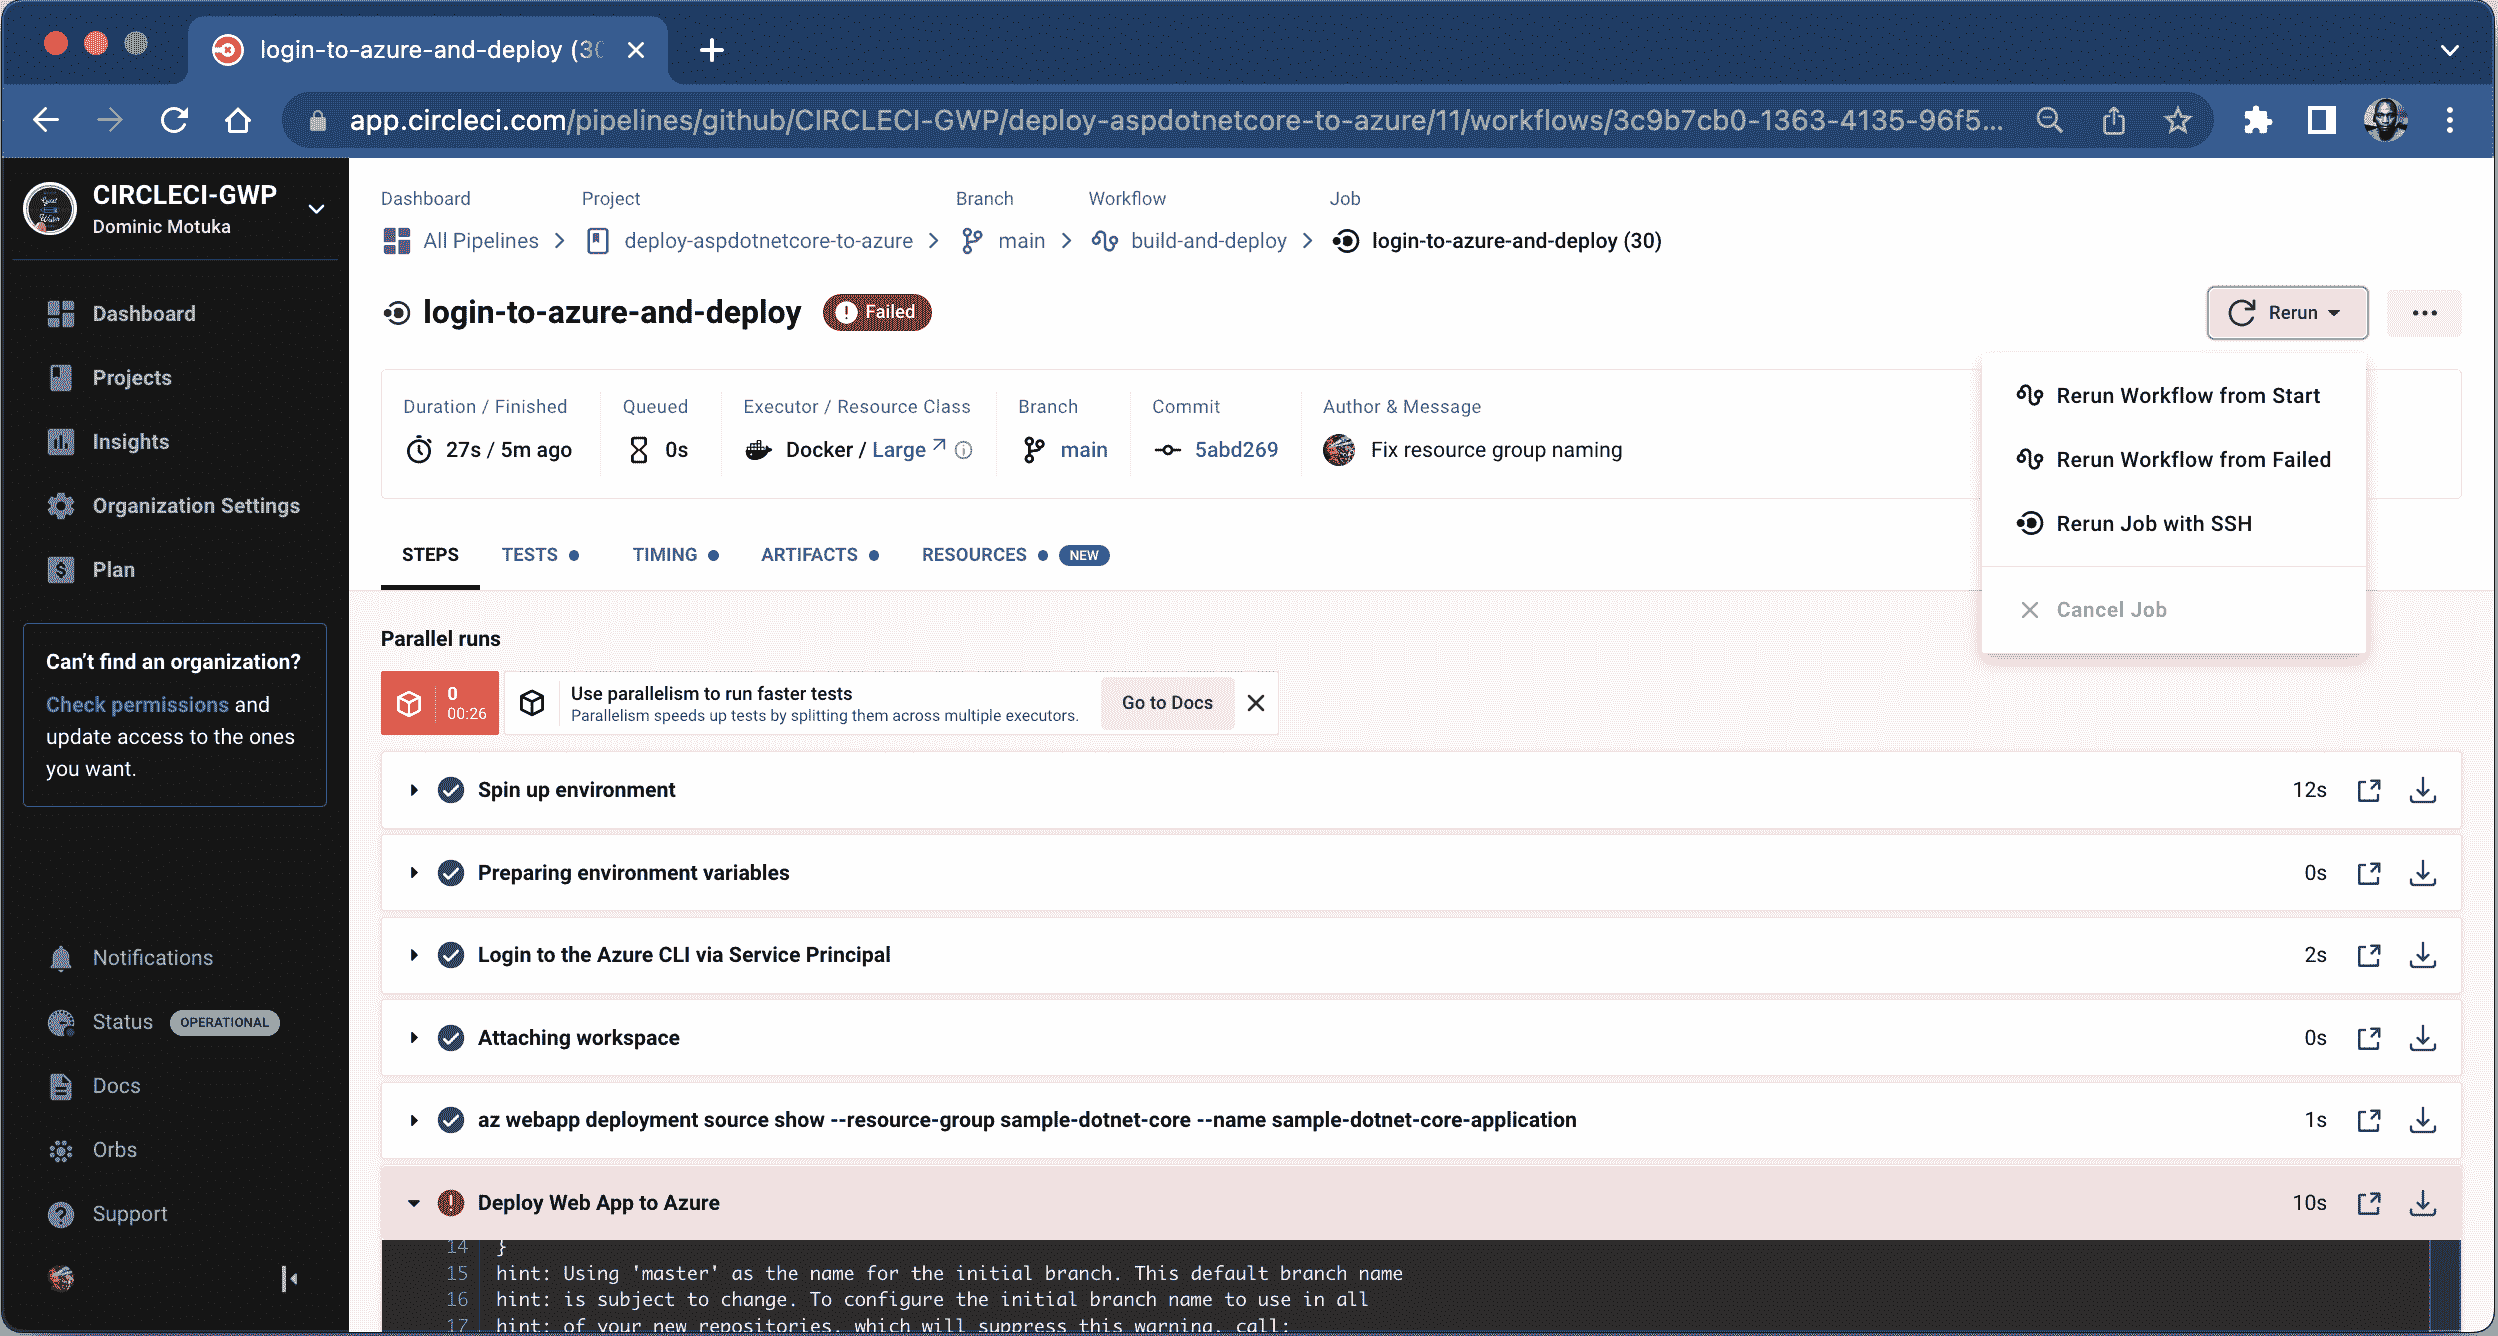 login-to-azure-and-deploy (30
app.circleci.com/pipelines/github/CIRCLECI-GWP/deploy-aspdotnetcore-to-azure/11/workflows/3c9b7cb0-1363-4135-96f5...
CIRCLECI-GWP
Dominic Motuka
Dashboard
Projects
Insights
Organization Settings
Plan
Can't find an organization?
Check permissions and
update access to the ones
you want.
Notifications
Status OPERATIONAL
Docs
Orbs
Support
Dashboard Project Branch Workflow Job
All Pipelines deploy-aspdotnetcore-to-azure main build-and-deploy login-to-azure-and-deploy (30)
login-to-azure-and-deploy Failed
Rerun
Rerun Workflow from Start
Rerun Workflow from Failed
Rerun Job with SSH
Cancel Job
Duration / Finished Queued Executor / Resource Class Branch Commit Author & Message
27s / 5m ago 0s Docker / Large main 5abd269 Fix resource group naming
STEPS TESTS TIMING ARTIFACTS RESOURCES NEW
Parallel runs
0
00:26
Use parallelism to run faster tests
Parallelism speeds up tests by splitting them across multiple executors.
Go to Docs
Spin up environment 12s
Preparing environment variables 0s
Login to the Azure CLI via Service Principal 2s
Attaching workspace 0s
az webapp deployment source show --resource-group sample-dotnet-core --name sample-dotnet-core-application 1s
Deploy Web App to Azure 10s
14 }
15 hint: Using 'master' as the name for the initial branch. This default branch name
16 hint: is subject to change. To configure the initial branch name to use in all
17 hint: of your new repositories, which will suppress this warning, call: